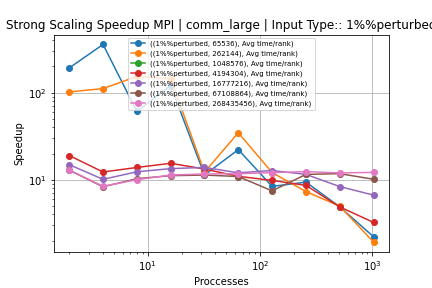 Strong Scaling Speedup MPI | comm_large | Input Type:: 1%%perturbed
((1%%perturbed, 65536), Avg time/rank)
((1%%perturbed, 262144), Avg time/rank)
((1%%perturbed, 1048576), Avg time/rank)
((1%%perturbed, 4194304), Avg time/rank)
((1%%perturbed, 16777216), Avg time/rank)
((1%%perturbed, 67108864), Avg time/rank)
((1%%perturbed, 268435456), Avg time/rank)
Speedup
10²
10¹
10¹ 10² 10³
Proccesses